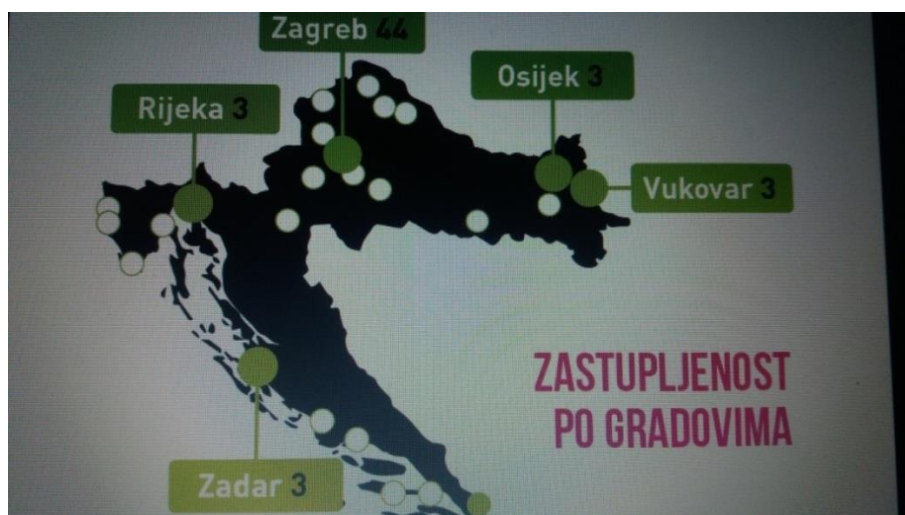 Zagreb 44
Osijek 3
Rijeka 3
Vukovar 3
ZASTUPLJENOST
PO GRADOVIMA
Zadar 3